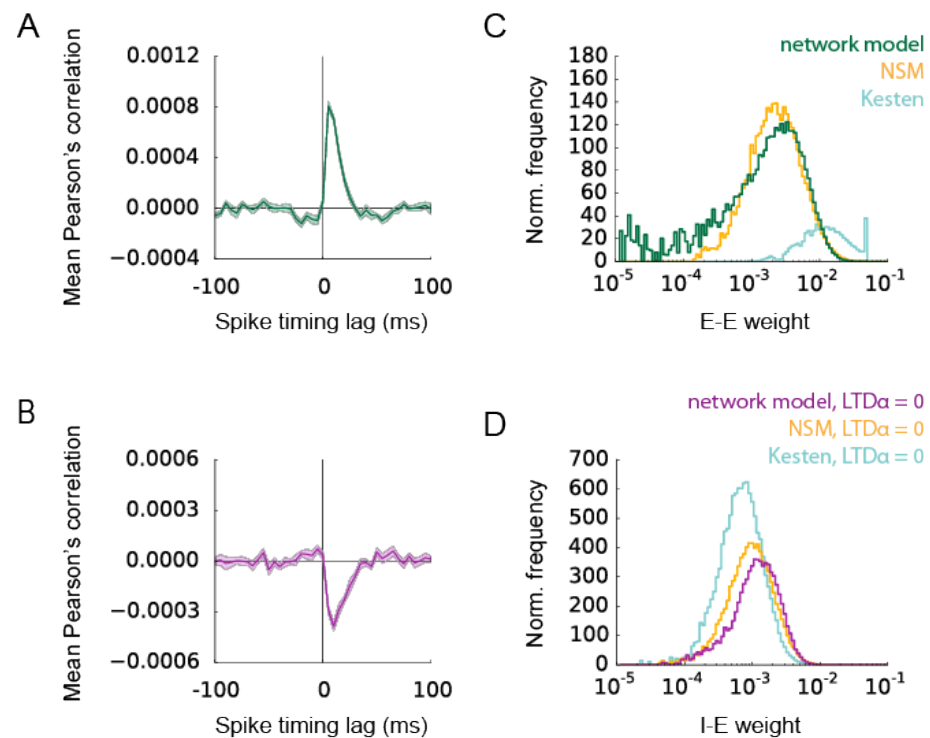 A
Mean Pearson's correlation
0.0012
0.0008
0.0004
0.0000
−0.0004
-100
0
100
Spike timing lag (ms)
C
network model
NSM
Kesten
Norm. frequency
180
160
140
120
100
80
60
40
20
0
10-5
10-4
10-3
10-2
10-1
E-E weight
B
Mean Pearson's correlation
0.0006
0.0003
0.0000
−0.0003
−0.0006
-100
0
100
Spike timing lag (ms)
D
network model, LTDα = 0
NSM, LTDα = 0
Kesten, LTDα = 0
Norm. frequency
700
600
500
400
300
200
100
0
10-5
10-4
10-3
10-2
10-1
I-E weight